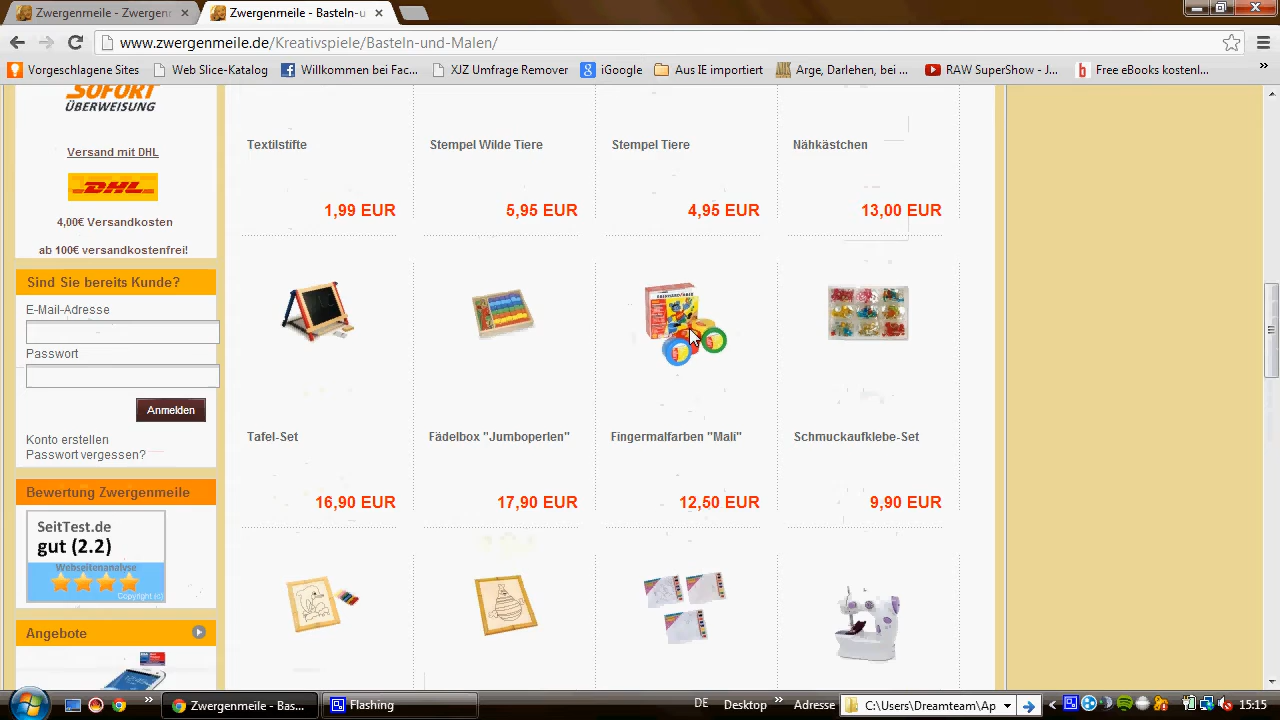 Zwergenmeile - Zwergen
Zwergenmeile - Basteln-u
www.zwergenmeile.de/Kreativspiele/Basteln-und-Malen/
Vorgeschlagene Sites
Web Slice-Katalog
Willkommen bei Fac...
XJZ Umfrage Remover
iGoogle
Aus IE importiert
Arge, Darlehen, bei ...
RAW SuperShow - J...
Free eBooks kostenl...
»
SOFORT
ÜBERWEISUNG
Versand mit DHL
DHL
4,00€ Versandkosten
ab 100€ versandkostenfrei!
Sind Sie bereits Kunde?
E-Mail-Adresse
Passwort
Anmelden
Konto erstellen
Passwort vergessen?
Bewertung Zwergenmeile
SeitTest.de
gut (2.2)
Webseitenanalyse
Copyright (c)
Angebote
Textilstifte
Stempel Wilde Tiere
Stempel Tiere
Nähkästchen
1,99 EUR
5,95 EUR
4,95 EUR
13,00 EUR
Tafel-Set
Fädelbox "Jumboperlen"
Fingermalfarben "Mali"
Schmuckaufklebe-Set
16,90 EUR
17,90 EUR
12,50 EUR
9,90 EUR
Zwergenmeile - Bas...
Flashing
DE
Desktop
Adresse
C:\Users\Dreamteam\Ap
15:15